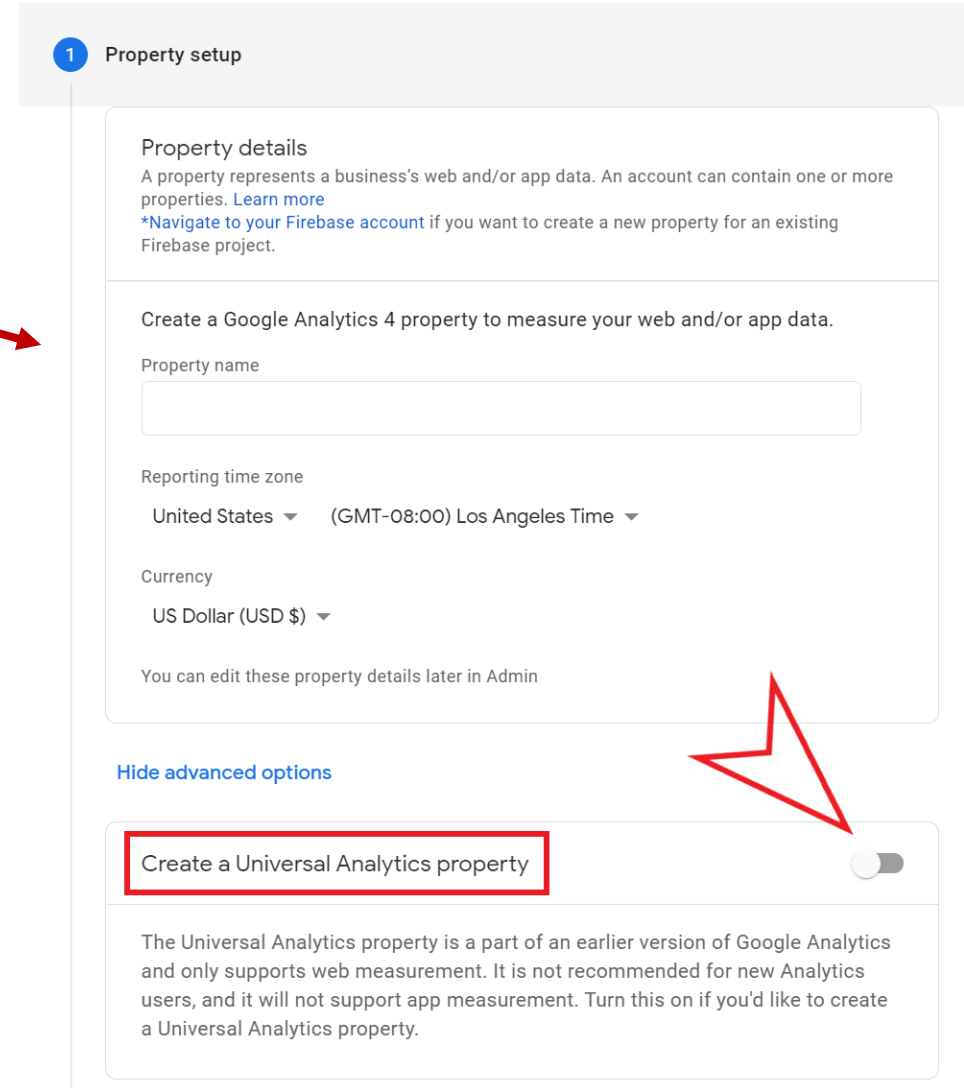 1 Property setup
Property details
A property represents a business's web and/or app data. An account can contain one or more
properties. Learn more
*Navigate to your Firebase account if you want to create a new property for an existing
Firebase project.
Create a Google Analytics 4 property to measure your web and/or app data.
Property name
Reporting time zone
United States (GMT-08:00) Los Angeles Time
Currency
US Dollar (USD $)
You can edit these property details later in Admin
Hide advanced options
Create a Universal Analytics property
The Universal Analytics property is a part of an earlier version of Google Analytics
and only supports web measurement. It is not recommended for new Analytics
users, and it will not support app measurement. Turn this on if you'd like to create
a Universal Analytics property.